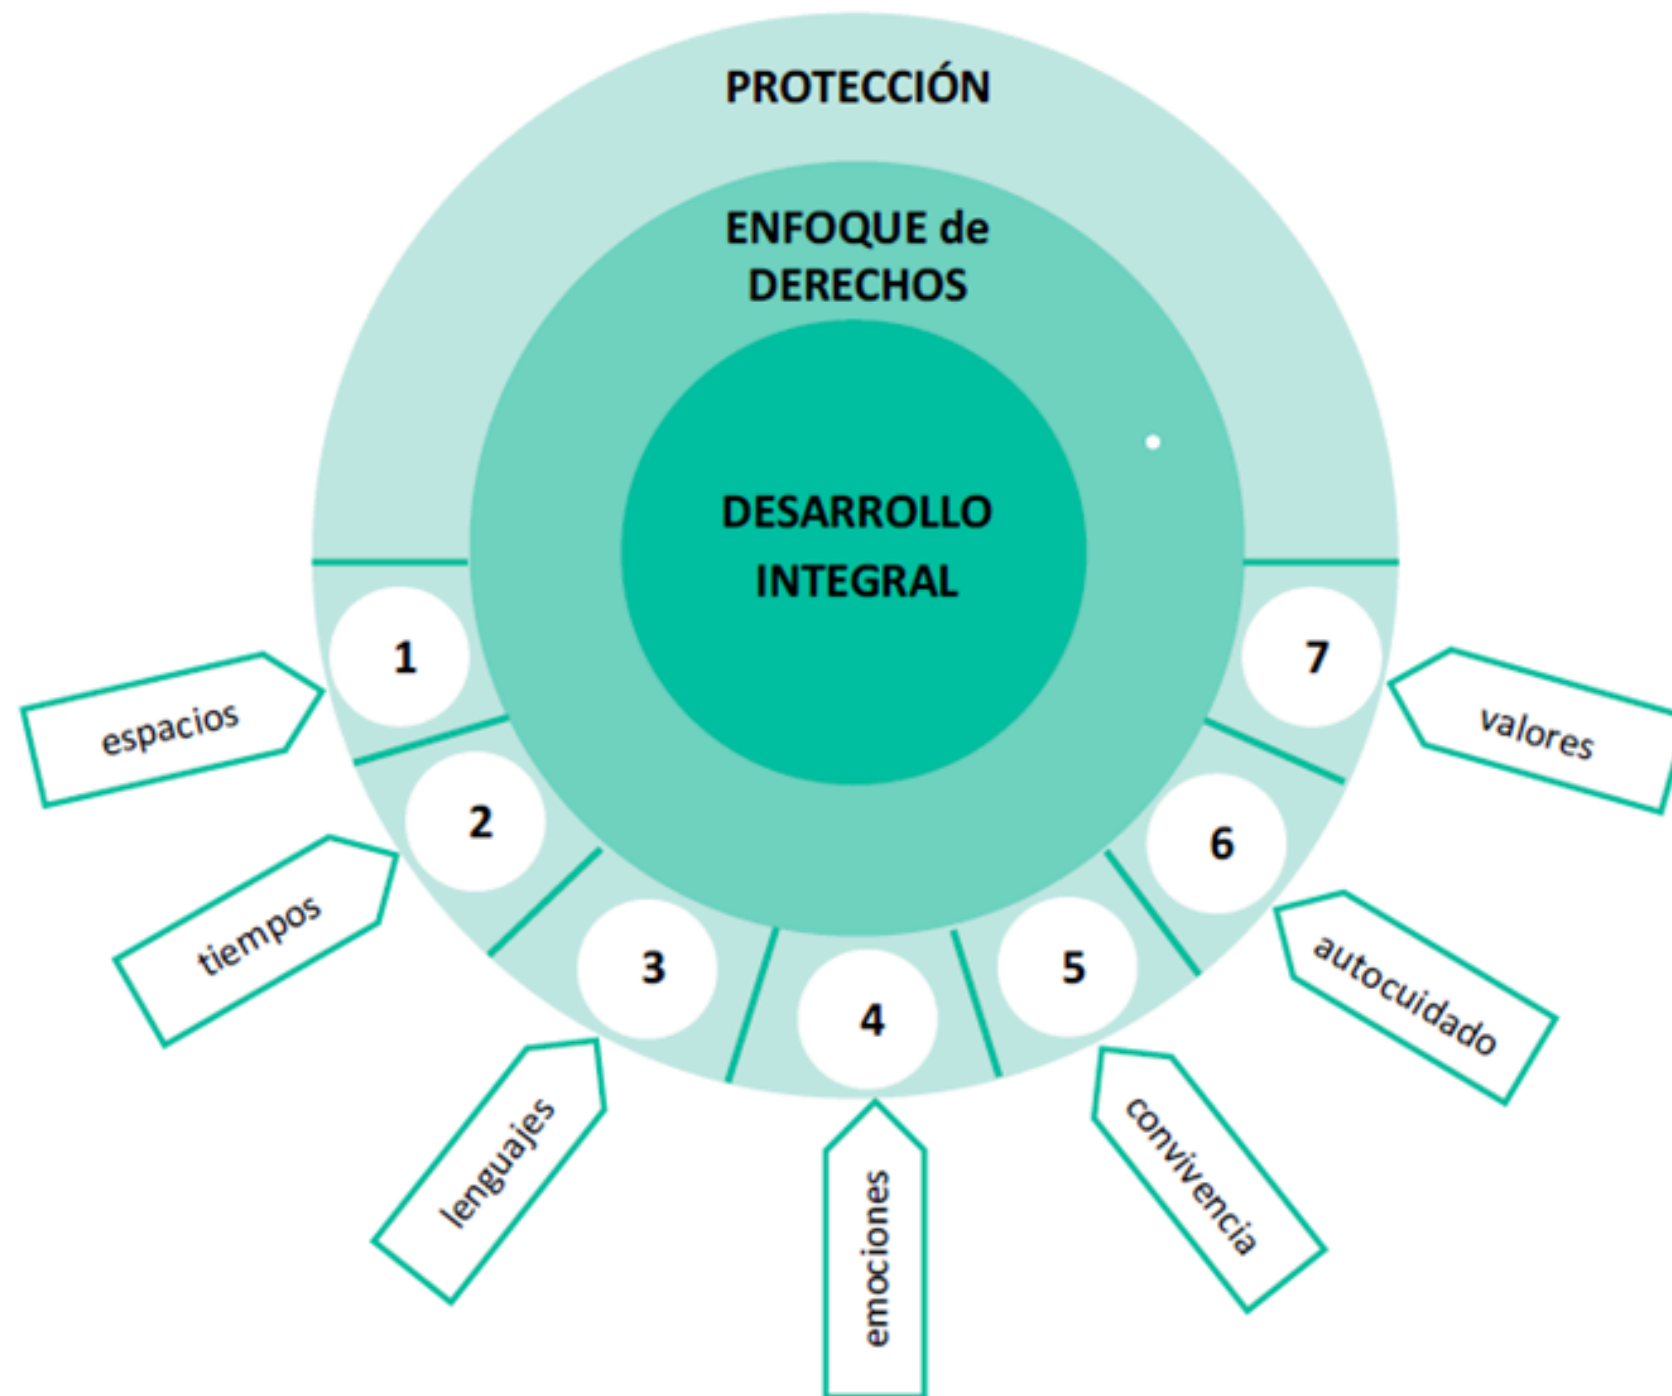 PROTECCIÓN
ENFOQUE de
DERECHOS
DESARROLLO
INTEGRAL
1
2
3
4
5
6
7
espacios
tiempos
lenguajes
emociones
convivencia
autocuidado
valores